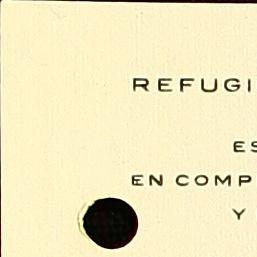 REFUGI
ES
EN COMP
Y